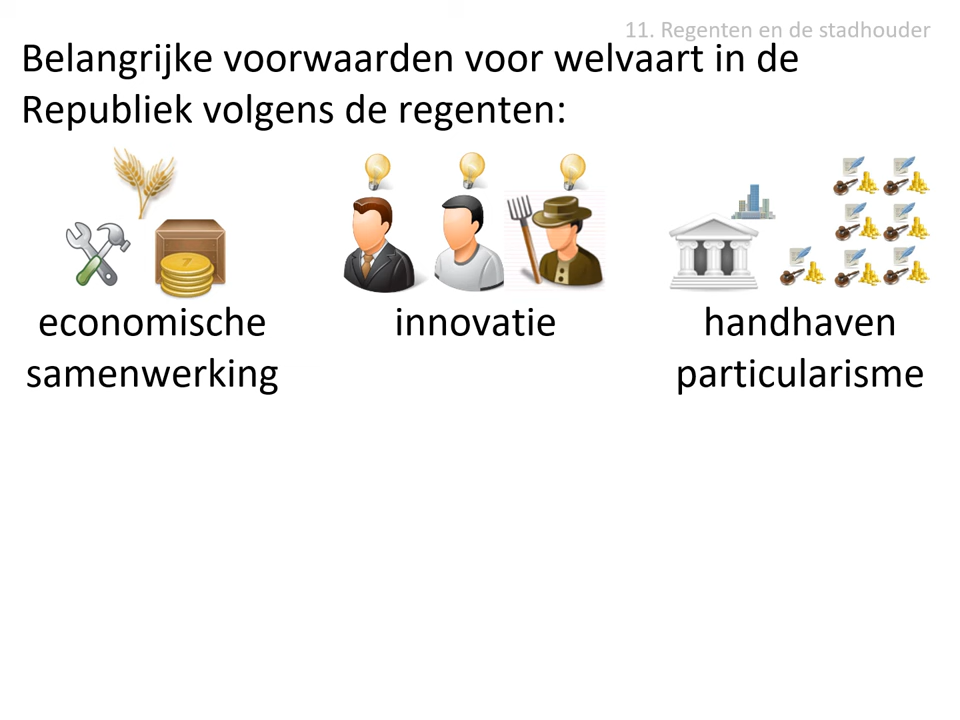 11. Regenten en de stadhouder
Belangrijke voorwaarden voor welvaart in de
Republiek volgens de regenten:
economische
samenwerking
innovatie
handhaven
particularisme